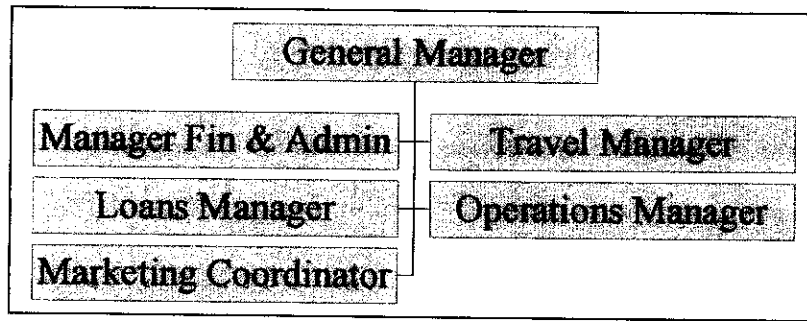 General Manager
Manager Fin & Admin
Travel Manager
Loans Manager
Operations Manager
Marketing Coordinator